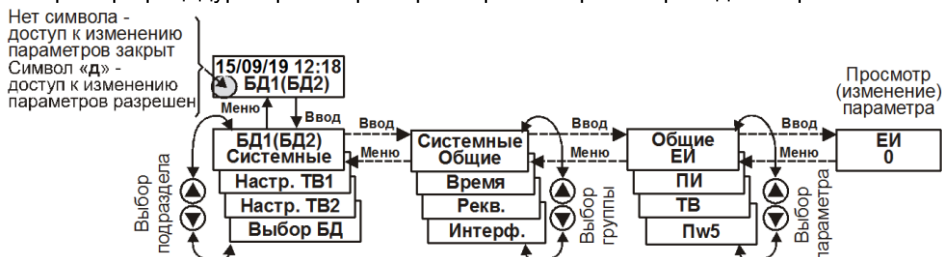 Нет символа -
доступ к изменению
параметров закрыт
Символ «д» -
доступ к изменению
параметров разрешен
15/09/19 12:18
БД1(БД2)
Меню
Ввод
БД1(БД2)
Системные
Настр. ТВ1
Настр. ТВ2
Выбор БД
Выбор
подраздела
Ввод
Меню
Системные
Общие
Время
Рекв.
Интерф.
Выбор
группы
Ввод
Меню
Общие
ЕИ
ПИ
ТВ
Пw5
Выбор
параметра
Ввод
Меню
Просмотр
(изменение)
параметра
ЕИ
0